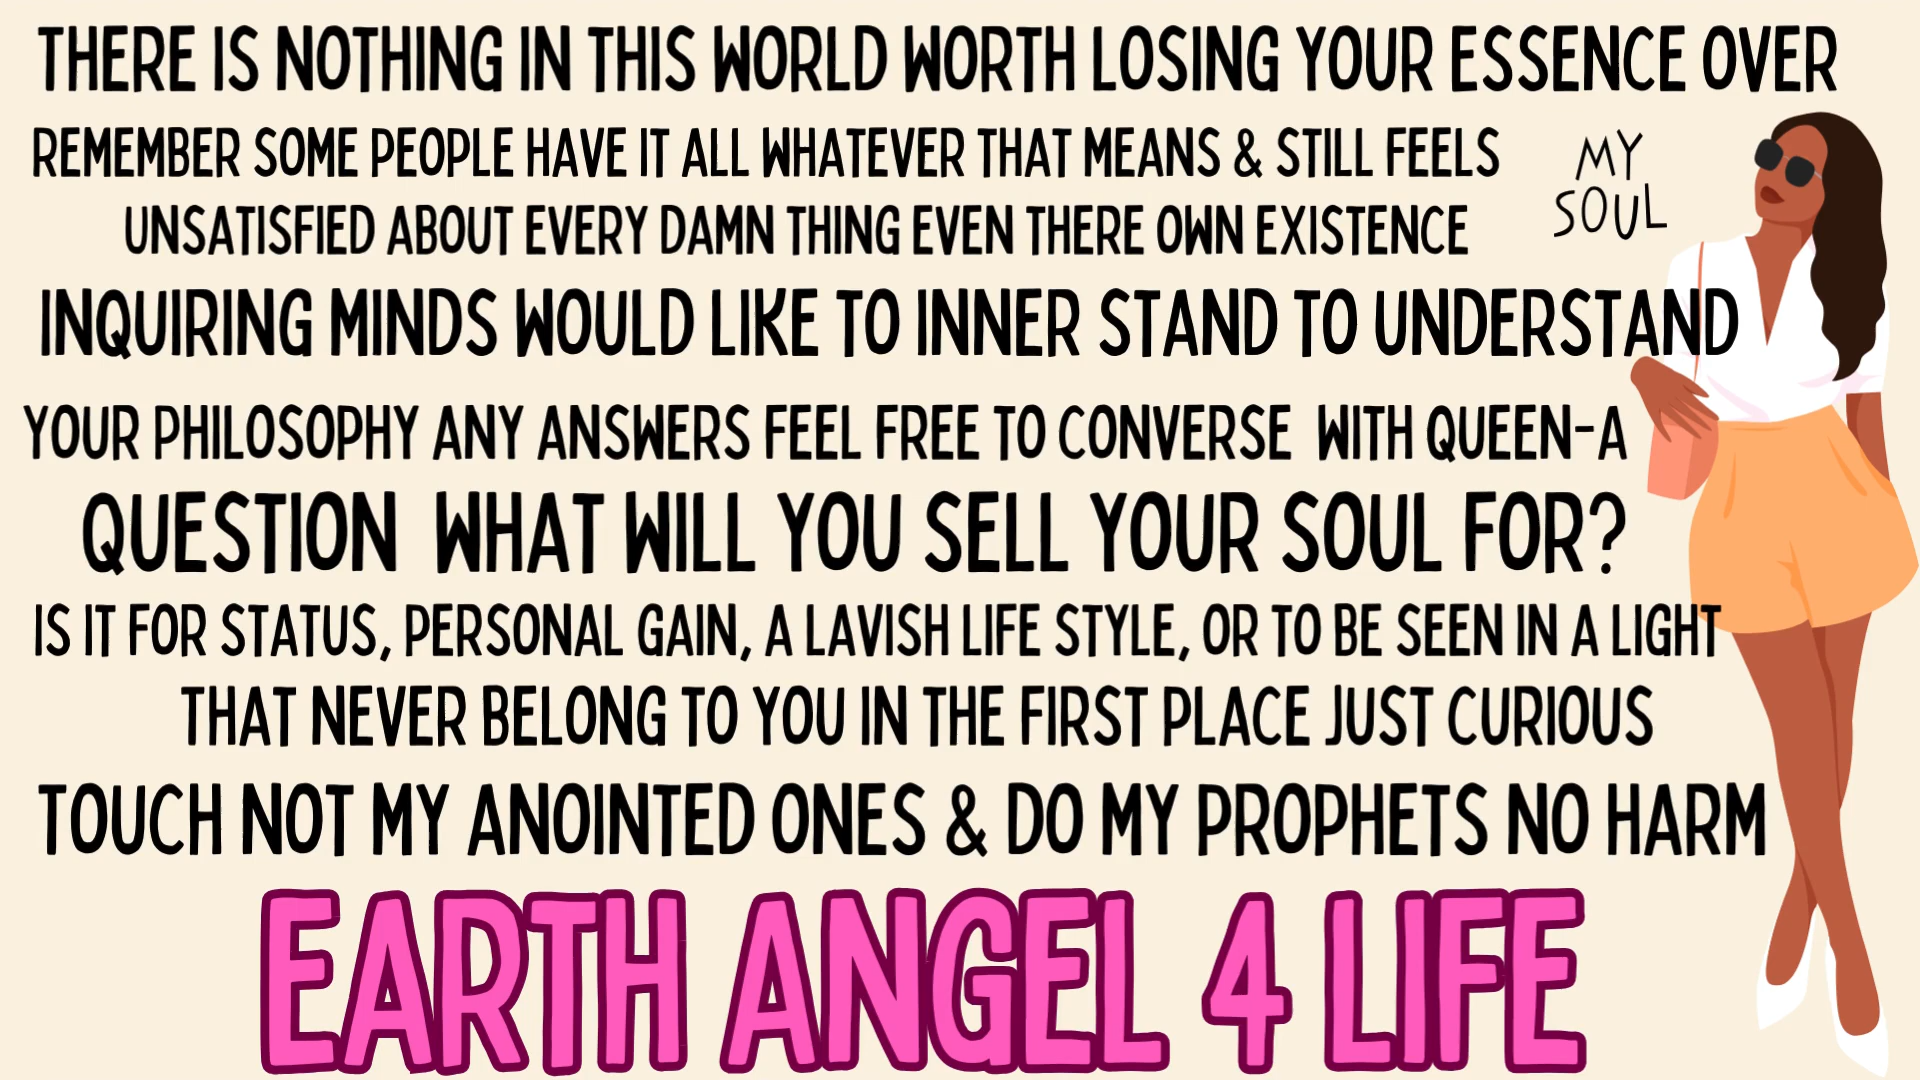 THERE IS NOTHING IN THIS WORLD WORTH LOSING YOUR ESSENCE OVER
REMEMBER SOME PEOPLE HAVE IT ALL WHATEVER THAT MEANS & STILL FEELS
UNSATISFIED ABOUT EVERY DAMN THING EVEN THERE OWN EXISTENCE
MY
SOUL
INQUIRING MINDS WOULD LIKE TO INNER STAND TO UNDERSTAND
YOUR PHILOSOPHY ANY ANSWERS FEEL FREE TO CONVERSE WITH QUEEN-A
QUESTION WHAT WILL YOU SELL YOUR SOUL FOR?
IS IT FOR STATUS, PERSONAL GAIN, A LAVISH LIFE STYLE, OR TO BE SEEN IN A LIGHT
THAT NEVER BELONG TO YOU IN THE FIRST PLACE JUST CURIOUS
TOUCH NOT MY ANOINTED ONES & DO MY PROPHETS NO HARM
EARTH ANGEL 4 LIFE